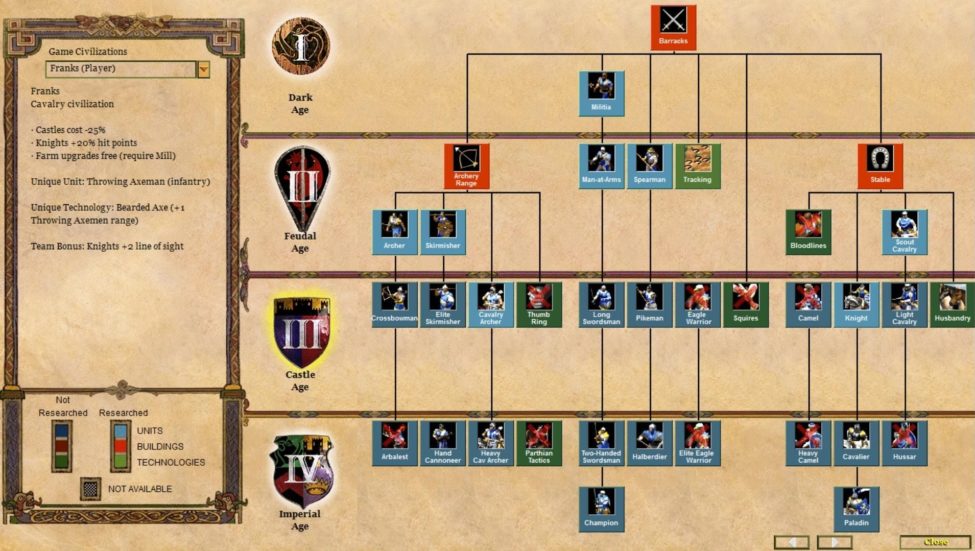 Game Civilizations
Franks (Player)
Franks
Cavalry civilization
· Castles cost -25%
· Knights +20% hit points
· Farm upgrades free (require Mill)
Unique Unit: Throwing Axeman (infantry)
Unique Technology: Bearded Axe (+1
Throwing Axemen range)
Team Bonus: Knights +2 line of sight
Not
Researched
Researched
UNITS
BUILDINGS
TECHNOLOGIES
NOT AVAILABLE
I
Dark
Age
II
Feudal
Age
III
Castle
Age
IV
Imperial
Age
Barracks
Militia
Archery
Range
Man-at-Arms
Spearman
Tracking
Stable
Archer
Skirmisher
Bloodlines
Scout
Cavalry
Crossbowman
Elite
Skirmisher
Cavalry
Archer
Thumb
Ring
Long
Swordsman
Pikeman
Eagle
Warrior
Squires
Camel
Knight
Light
Cavalry
Husbandry
Arbalest
Hand
Cannoneer
Heavy
Cav Archer
Parthian
Tactics
Two-Handed
Swordsman
Halberdier
Elite Eagle
Warrior
Heavy
Camel
Cavalier
Hussar
Champion
Paladin
Close